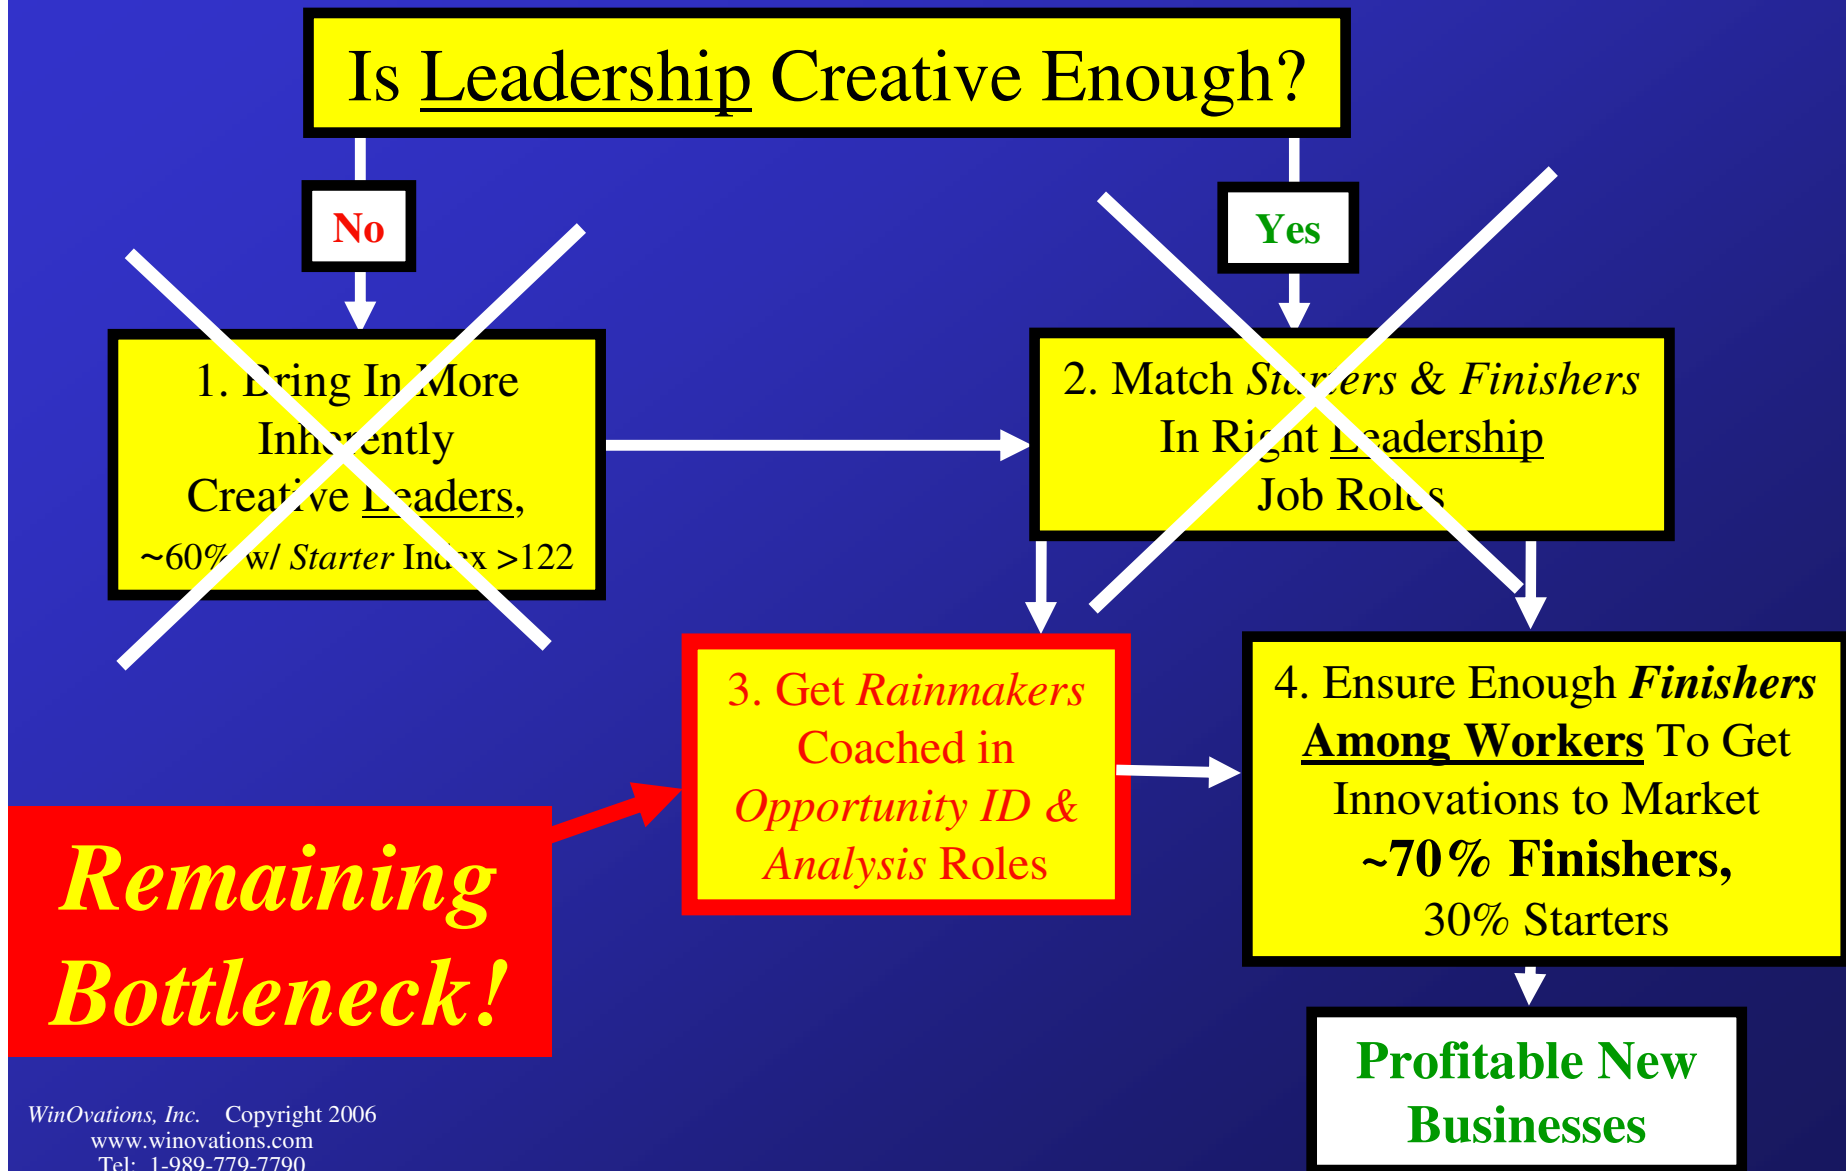 Is Leadership Creative Enough?
No
Yes
1. Bring In More
Inherently
Creative Leaders,
~60% w/ Starter Index >122
2. Match Starters & Finishers
In Right Leadership
Job Roles
3. Get Rainmakers
Coached in
Opportunity ID &
Analysis Roles
4. Ensure Enough Finishers
Among Workers To Get
Innovations to Market
~70% Finishers,
30% Starters
Remaining
Bottleneck!
Profitable New
Businesses
WinOvations, Inc. Copyright 2006
www.winovations.com
Tel: 1-989-779-7790